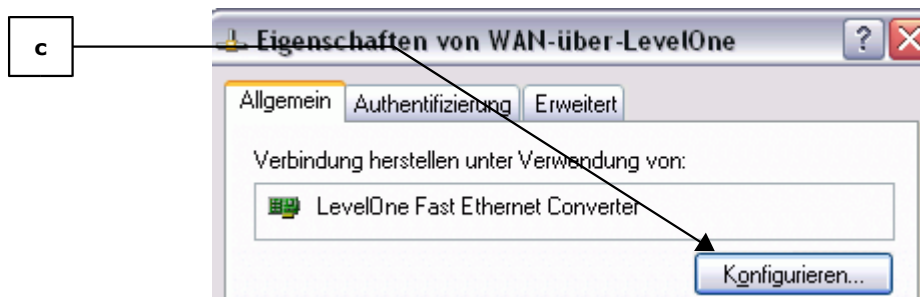 c
Eigenschaften von WAN-über-LevelOne
Allgemein Authentifizierung Erweitert
Verbindung herstellen unter Verwendung von:
LevelOne Fast Ethernet Converter
Konfigurieren...